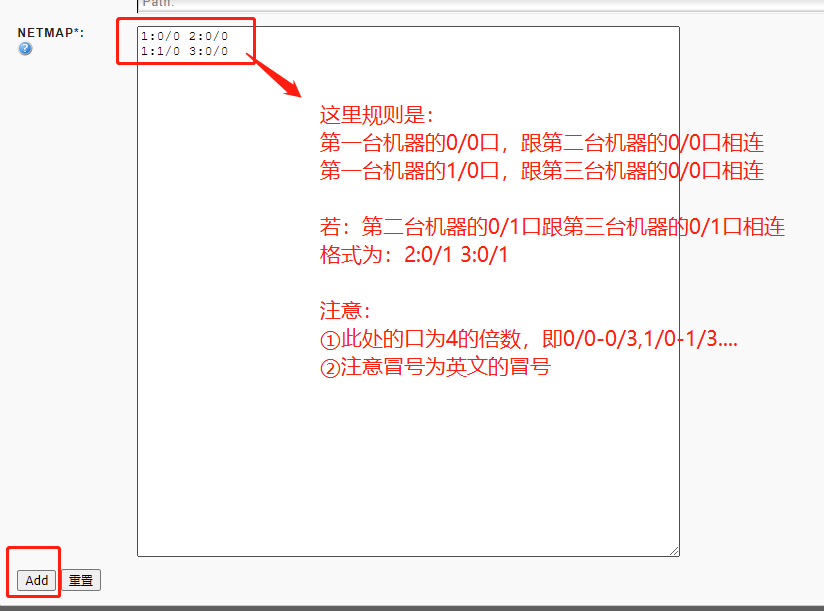 Path:
NETMAP*:
1:0/0 2:0/0
1:1/0 3:0/0
这里规则是：
第一台机器的0/0口，跟第二台机器的0/0口相连
第一台机器的1/0口，跟第三台机器的0/0口相连
若：第二台机器的0/1口跟第三台机器的0/1口相连
格式为：2:0/1 3:0/1
注意：
①此处的口为4的倍数，即0/0-0/3,1/0-1/3....
②注意冒号为英文的冒号
Add 重置